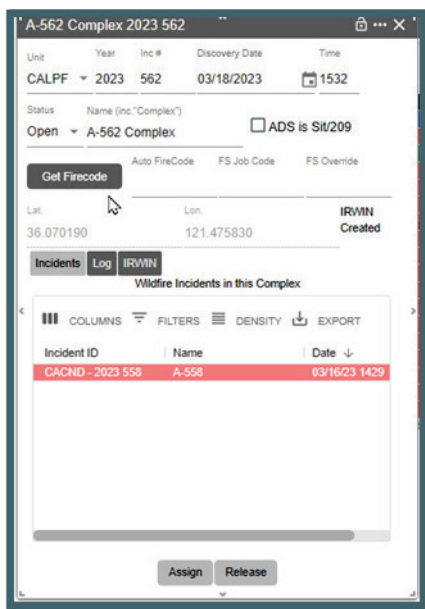 A-562 Complex 2023 562
Unit Year Inc # Discovery Date Time
CALPF 2023 562 03/18/2023 1532
Status Name (inc."Complex")
Open A-562 Complex ADS is Sit/209
Auto FireCode FS Job Code FS Override
Get Firecode
Lat. Lon. IRWIN
36.070190 121.475830 Created
Incidents Log IRWIN
Wildfire Incidents in this Complex
COLUMNS FILTERS DENSITY EXPORT
Incident ID Name Date
CACND - 2023 558 A-558 03/16/23 1429
Assign Release